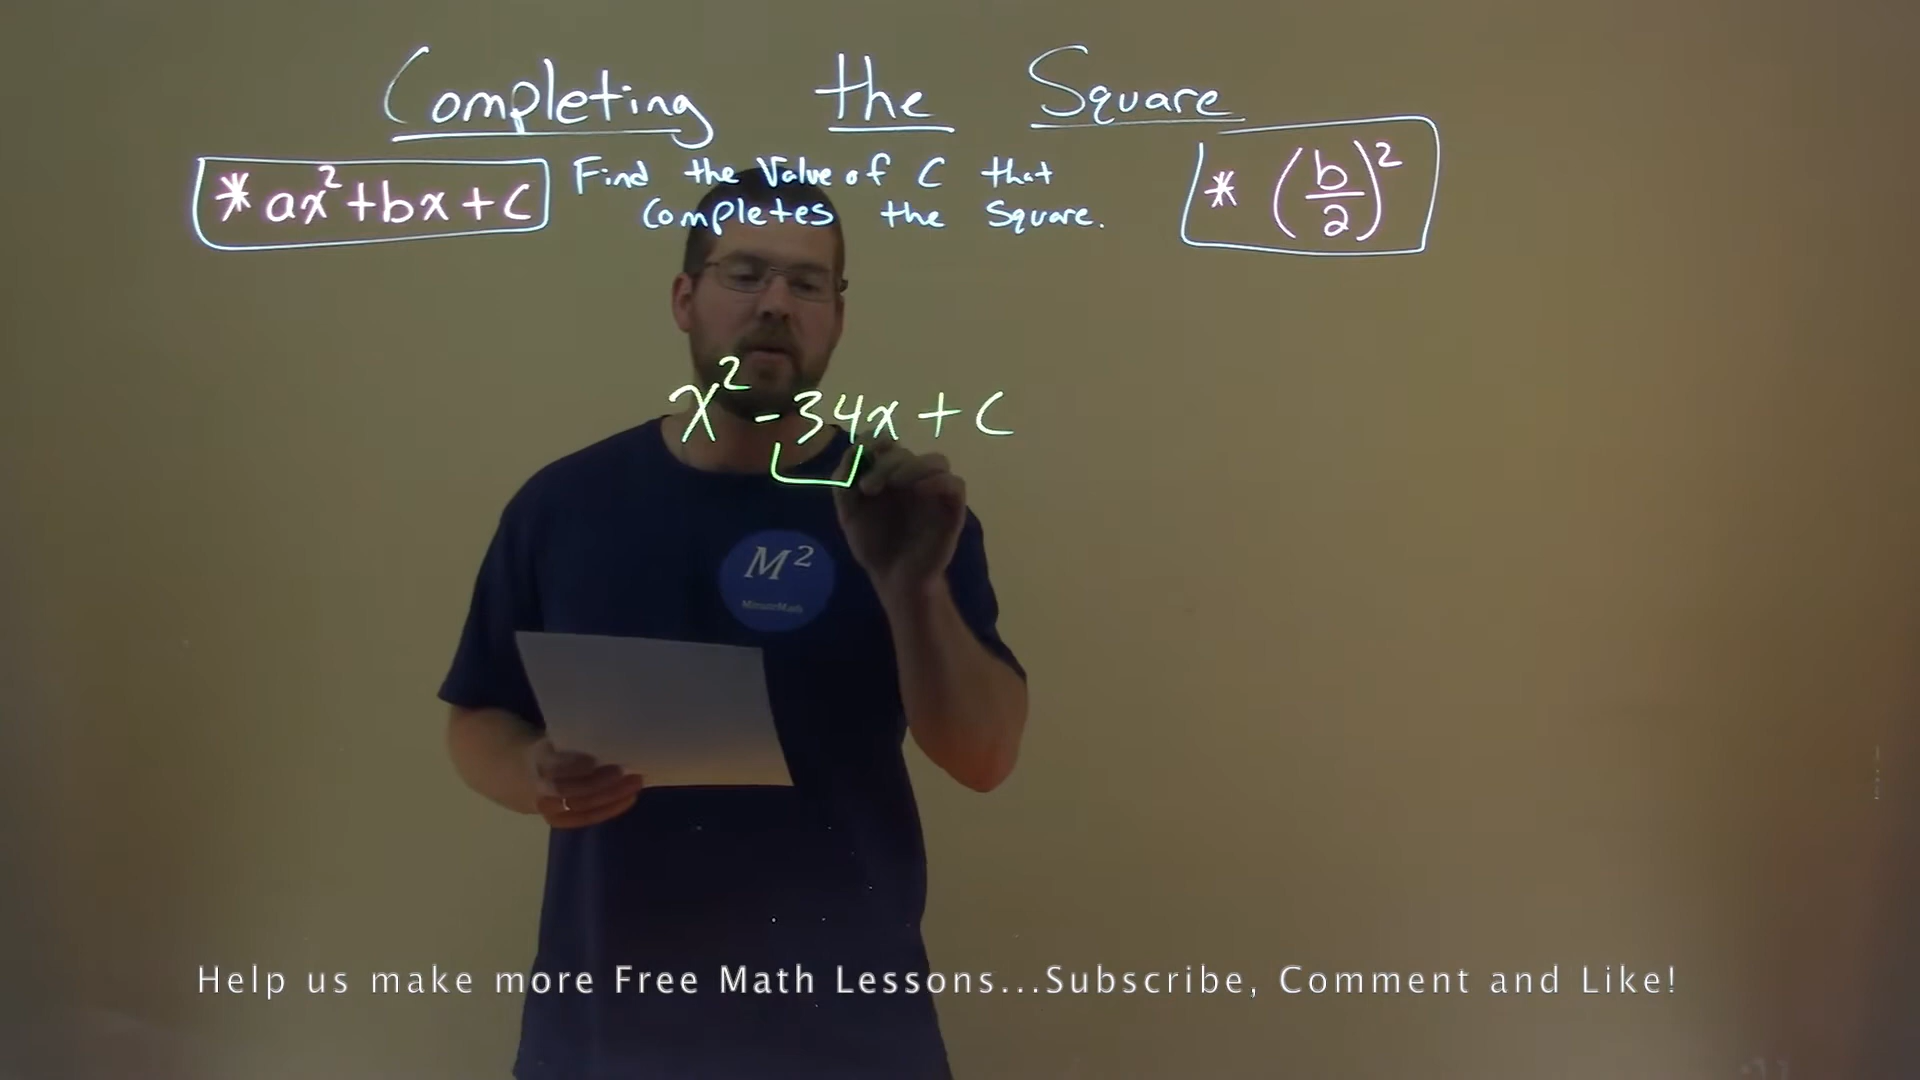 Completing the Square
* ax²+bx+c
Find the Value of C that
Completes the Square.
* (b/2)²
x² -34x+c
M²
MinuteMath
Help us make more Free Math Lessons...Subscribe, Comment and Like!